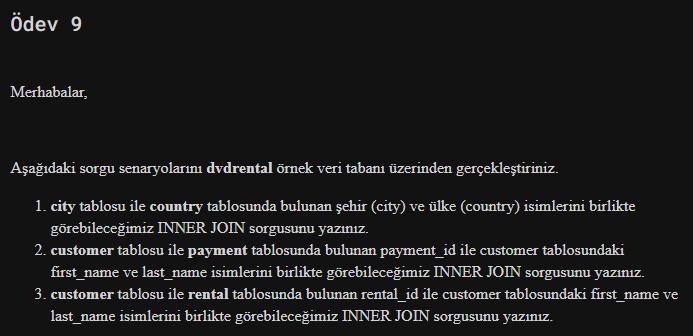 Ödev 9
Merhabalar,
Aşağıdaki sorgu senaryolarını dvdrental örnek veri tabanı üzerinden gerçekleştiriniz.
1. city tablosu ile country tablosunda bulunan şehir (city) ve ülke (country) isimlerini birlikte
görebileceğimiz INNER JOIN sorgusunu yazınız.
2. customer tablosu ile payment tablosunda bulunan payment_id ile customer tablosundaki
first_name ve last_name isimlerini birlikte görebileceğimiz INNER JOIN sorgusunu yazınız.
3. customer tablosu ile rental tablosunda bulunan rental_id ile customer tablosundaki first_name ve
last_name isimlerini birlikte görebileceğimiz INNER JOIN sorgusunu yazınız.